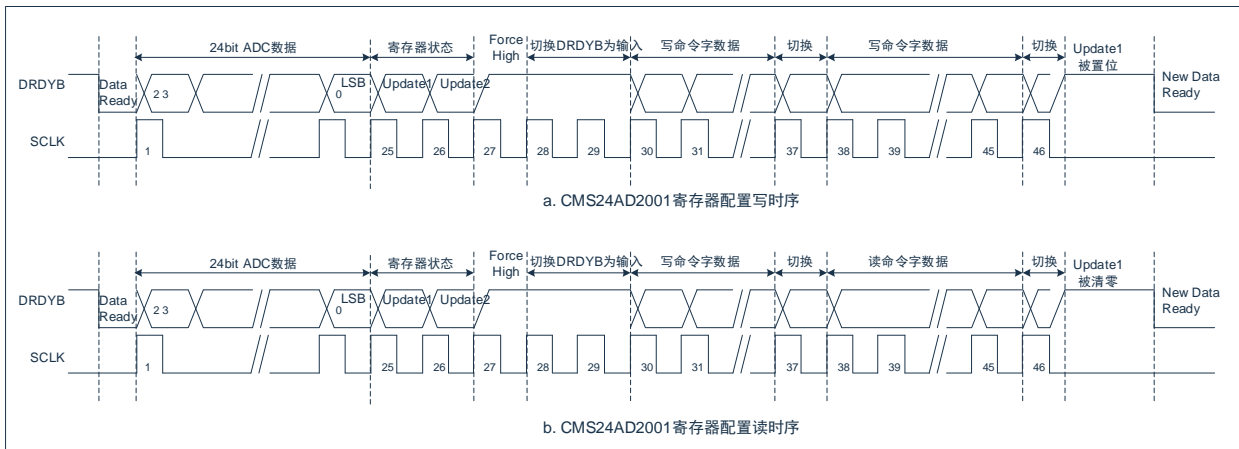 24bit ADC数据 寄存器状态 Force High 切换DRDYB为输入 写命令字数据 切换 写命令字数据 切换 Update1 被置位
DRDYB Data Ready 23 LSB 0 Update1 Update2 New Data Ready
SCLK 1 25 26 27 28 29 30 31 37 38 39 45 46
a. CMS24AD2001寄存器配置写时序
24bit ADC数据 寄存器状态 Force High 切换DRDYB为输入 写命令字数据 切换 读命令字数据 切换 Update1 被清零
DRDYB Data Ready 23 LSB 0 Update1 Update2 New Data Ready
SCLK 1 25 26 27 28 29 30 31 37 38 39 45 46
b. CMS24AD2001寄存器配置读时序